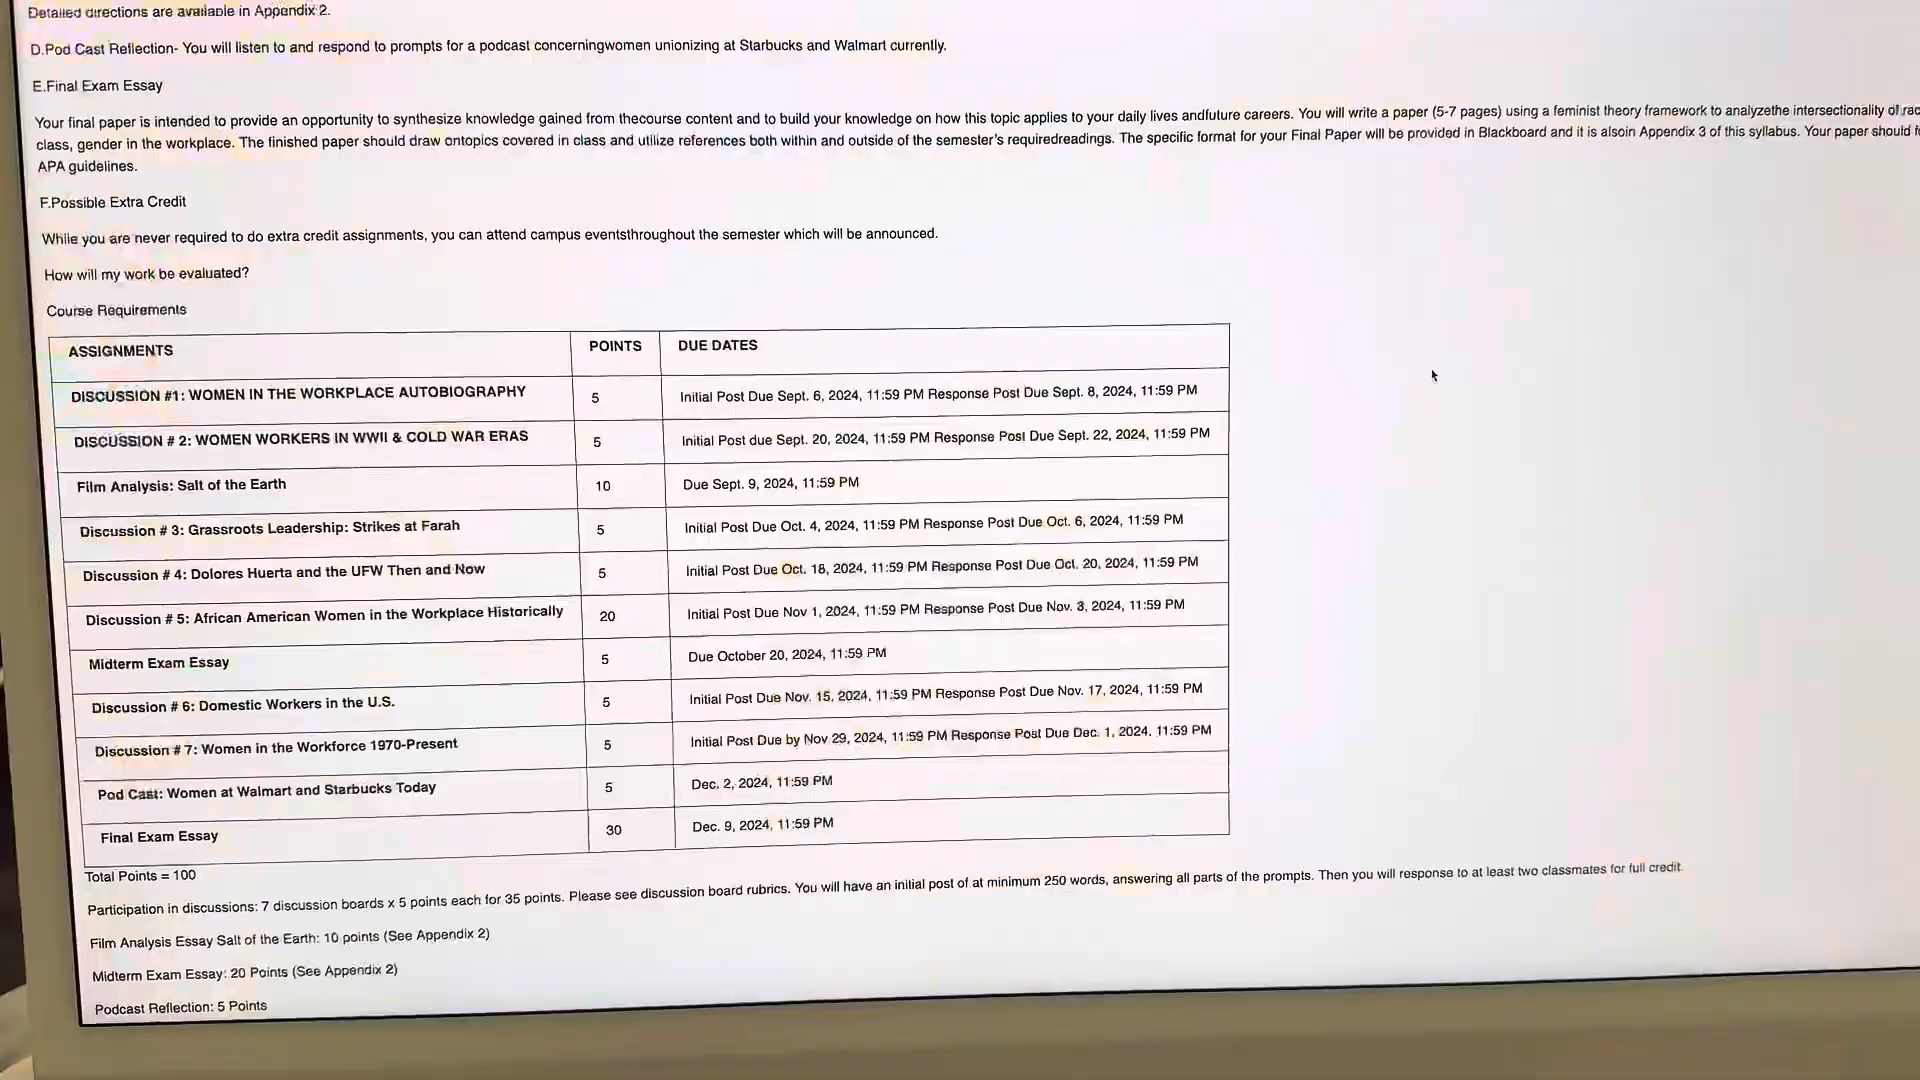 Detailed directions are available in Appendix 2.
D.Pod Cast Reflection- You will listen to and respond to prompts for a podcast concerningwomen unionizing at Starbucks and Walmart currently.
E.Final Exam Essay
Your final paper is intended to provide an opportunity to synthesize knowledge gained from thecourse content and to build your knowledge on how this topic applies to your daily lives andfuture careers. You will write a paper (5-7 pages) using a feminist theory framework to analyzethe intersectionality of
class, gender in the workplace. The finished paper should draw ontopics covered in class and utilize references both within and outside of the semester's requiredreadings. The specific format for your Final Paper will be provided in Blackboard and it is alsoin Appendix 3 of this syllabus. Your paper should
APA guidelines.
F.Possible Extra Credit
While you are never required to do extra credit assignments, you can attend campus eventsthroughout the semester which will be announced.
How will my work be evaluated?
Course Requirements
ASSIGNMENTS POINTS DUE DATES
DISCUSSION #1: WOMEN IN THE WORKPLACE AUTOBIOGRAPHY 5 Initial Post Due Sept. 6, 2024, 11:59 PM Response Post Due Sept. 8, 2024, 11:59 PM
DISCUSSION # 2: WOMEN WORKERS IN WWII & COLD WAR ERAS 5 Initial Post due Sept. 20, 2024, 11:59 PM Response Post Due Sept. 22, 2024, 11:59 PM
Film Analysis: Salt of the Earth 10 Due Sept. 9, 2024, 11:59 PM
Discussion # 3: Grassroots Leadership: Strikes at Farah 5 Initial Post Due Oct. 4, 2024, 11:59 PM Response Post Due Oct. 6, 2024, 11:59 PM
Discussion # 4: Dolores Huerta and the UFW Then and Now 5 Initial Post Due Oct. 18, 2024, 11:59 PM Response Post Due Oct. 20, 2024, 11:59 PM
Discussion # 5: African American Women in the Workplace Historically 20 Initial Post Due Nov 1, 2024, 11:59 PM Response Post Due Nov. 3, 2024, 11:59 PM
Midterm Exam Essay 5 Due October 20, 2024, 11:59 PM
Discussion # 6: Domestic Workers in the U.S. 5 Initial Post Due Nov. 15, 2024, 11:59 PM Response Post Due Nov. 17, 2024, 11:59 PM
Discussion # 7: Women in the Workforce 1970-Present 5 Initial Post Due by Nov 29, 2024, 11:59 PM Response Post Due Dec. 1, 2024, 11:59 PM
Pod Cast: Women at Walmart and Starbucks Today 5 Dec. 2, 2024, 11:59 PM
Final Exam Essay 30 Dec. 9, 2024, 11:59 PM
Total Points = 100
Participation in discussions: 7 discussion boards x 5 points each for 35 points. Please see discussion board rubrics. You will have an initial post of at minimum 250 words, answering all parts of the prompts. Then you will response to at least two classmates for full credit.
Film Analysis Essay Salt of the Earth: 10 points (See Appendix 2)
Midterm Exam Essay: 20 Points (See Appendix 2)
Podcast Reflection: 5 Points